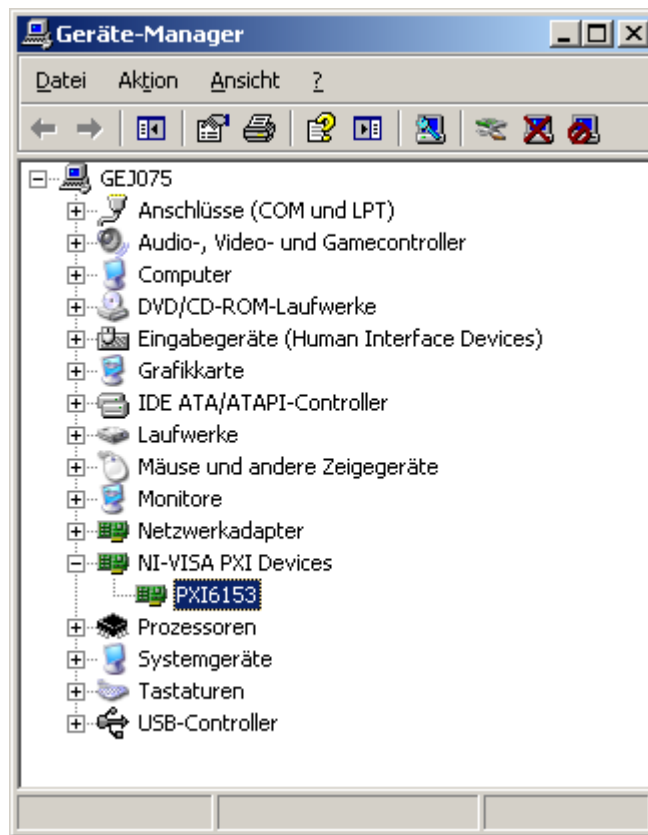 Geräte-Manager
Datei Aktion Ansicht ?
GEJ075
Anschlüsse (COM und LPT)
Audio-, Video- und Gamecontroller
Computer
DVD/CD-ROM-Laufwerke
Eingabegeräte (Human Interface Devices)
Grafikkarte
IDE ATA/ATAPI-Controller
Laufwerke
Mäuse und andere Zeigegeräte
Monitore
Netzwerkadapter
NI-VISA PXI Devices
PXI6153
Prozessoren
Systemgeräte
Tastaturen
USB-Controller